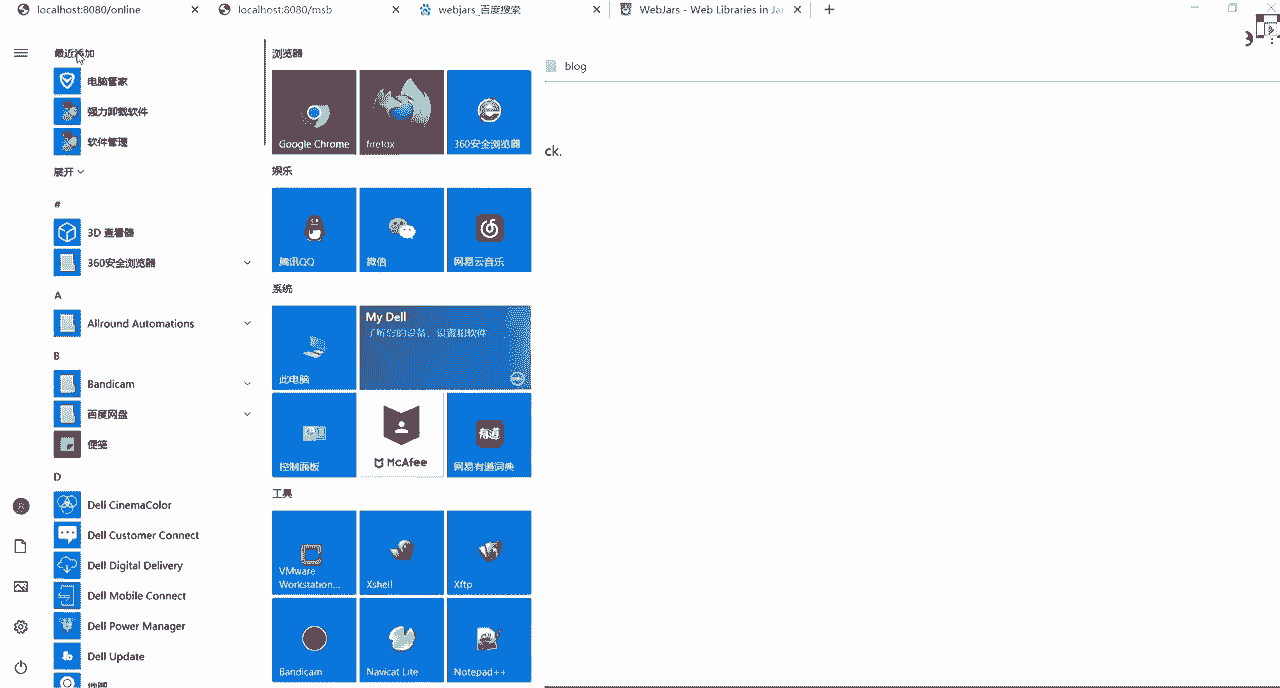 localhost:8080/online
localhost:8080/msb
webjars_百度搜索
WebJars - Web Libraries in Ja
最近添加
电脑管家
强力卸载软件
软件管理
展开
#
3D 查看器
360安全浏览器
A
Allround Automations
B
Bandicam
百度网盘
便笺
D
Dell CinemaColor
Dell Customer Connect
Dell Digital Delivery
Dell Mobile Connect
Dell Power Manager
Dell Update
地图
浏览器
Google Chrome
firefox
360安全浏览器
娱乐
腾讯QQ
微信
网易云音乐
系统
此电脑
My Dell
了解您的设备、设置和软件
控制面板
McAfee
有道
网易有道词典
工具
VMware
Workstation...
Xshell
Xftp
Bandicam
Navicat Lite
Notepad++
blog
ck.